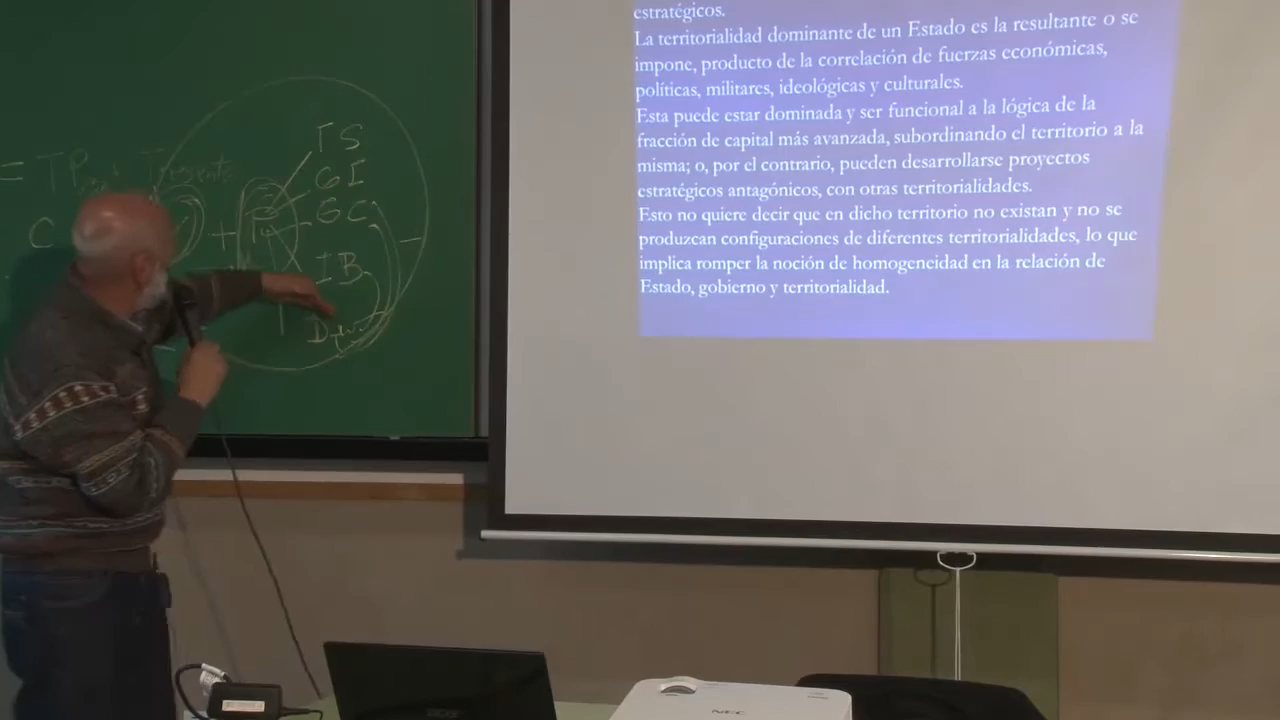 = TP Presente
C
+
TS
GI
GC
IB
estratégicos.
La territorialidad dominante de un Estado es la resultante o se
impone, producto de la correlación de fuerzas económicas,
políticas, militares, ideológicas y culturales.
Esta puede estar dominada y ser funcional a la lógica de la
fracción de capital más avanzada, subordinando el territorio a la
misma; o, por el contrario, pueden desarrollarse proyectos
estratégicos antagónicos, con otras territorialidades.
Esto no quiere decir que en dicho territorio no existan y no se
produzcan configuraciones de diferentes territorialidades, lo que
implica romper la noción de homogeneidad en la relación de
Estado, gobierno y territorialidad.
acer
NEC